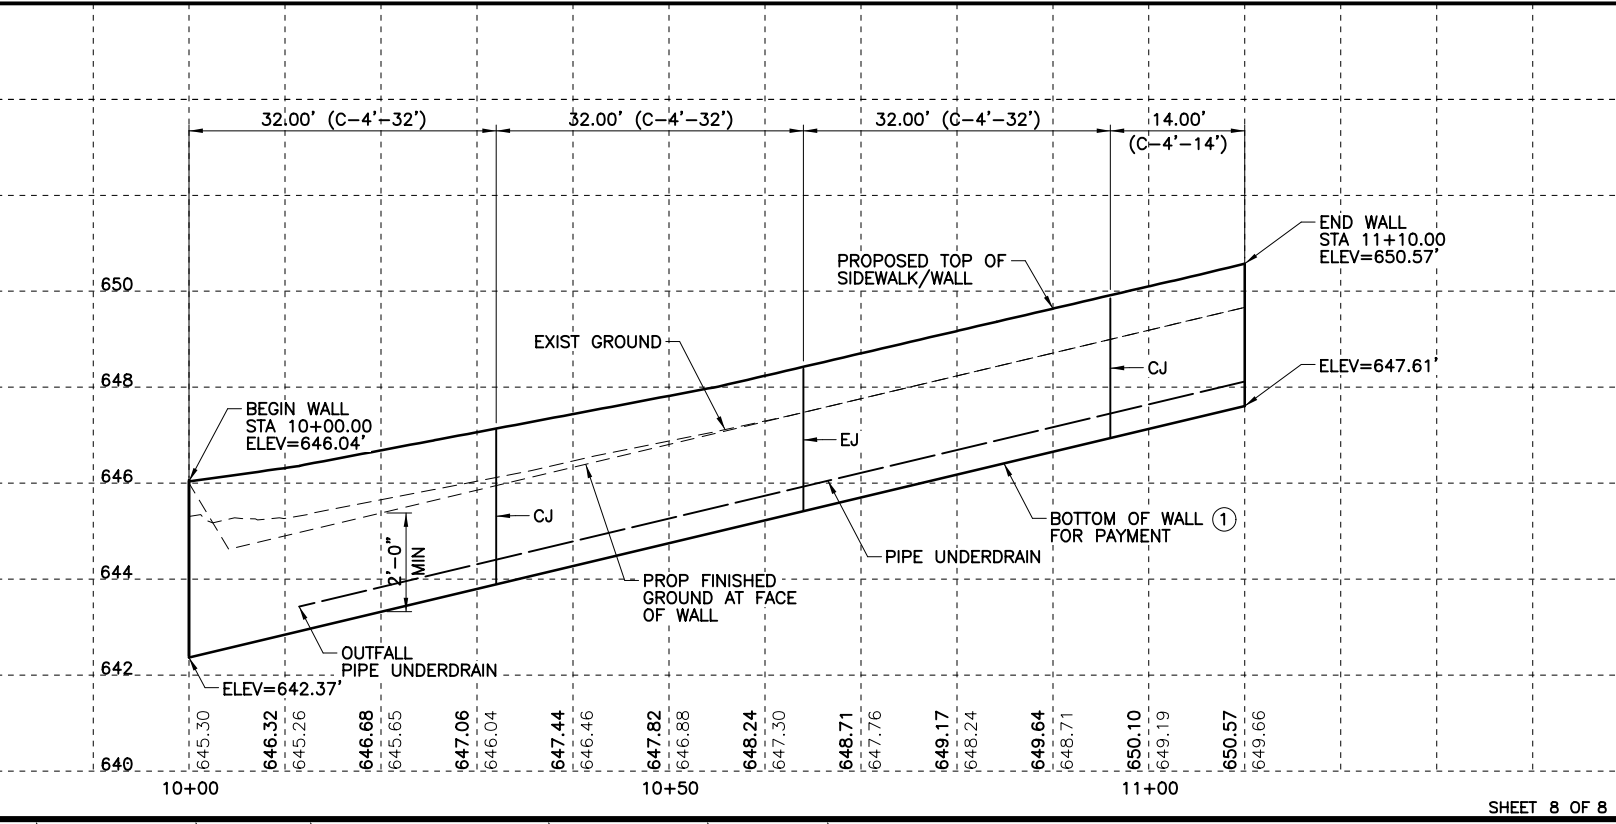 32.00' (C-4'-32')
32.00' (C-4'-32')
32.00' (C-4'-32')
14.00'
(C-4'-14')
END WALL
STA 11+10.00
ELEV=650.57'
PROPOSED TOP OF
SIDEWALK/WALL
650
EXIST GROUND
648
CJ
ELEV=647.61'
BEGIN WALL
STA 10+00.00
ELEV=646.04'
EJ
646
CJ
BOTTOM OF WALL 1
FOR PAYMENT
2'-0"
MIN
PIPE UNDERDRAIN
644
PROP FINISHED
GROUND AT FACE
OF WALL
OUTFALL
PIPE UNDERDRAIN
642
ELEV=642.37'
645.30
646.32
645.26
646.68
645.65
647.06
646.04
647.44
646.46
647.82
646.88
648.24
647.30
648.71
647.76
649.17
648.24
649.64
648.71
650.10
649.19
650.57
649.66
640
10+00
10+50
11+00
SHEET 8 OF 8